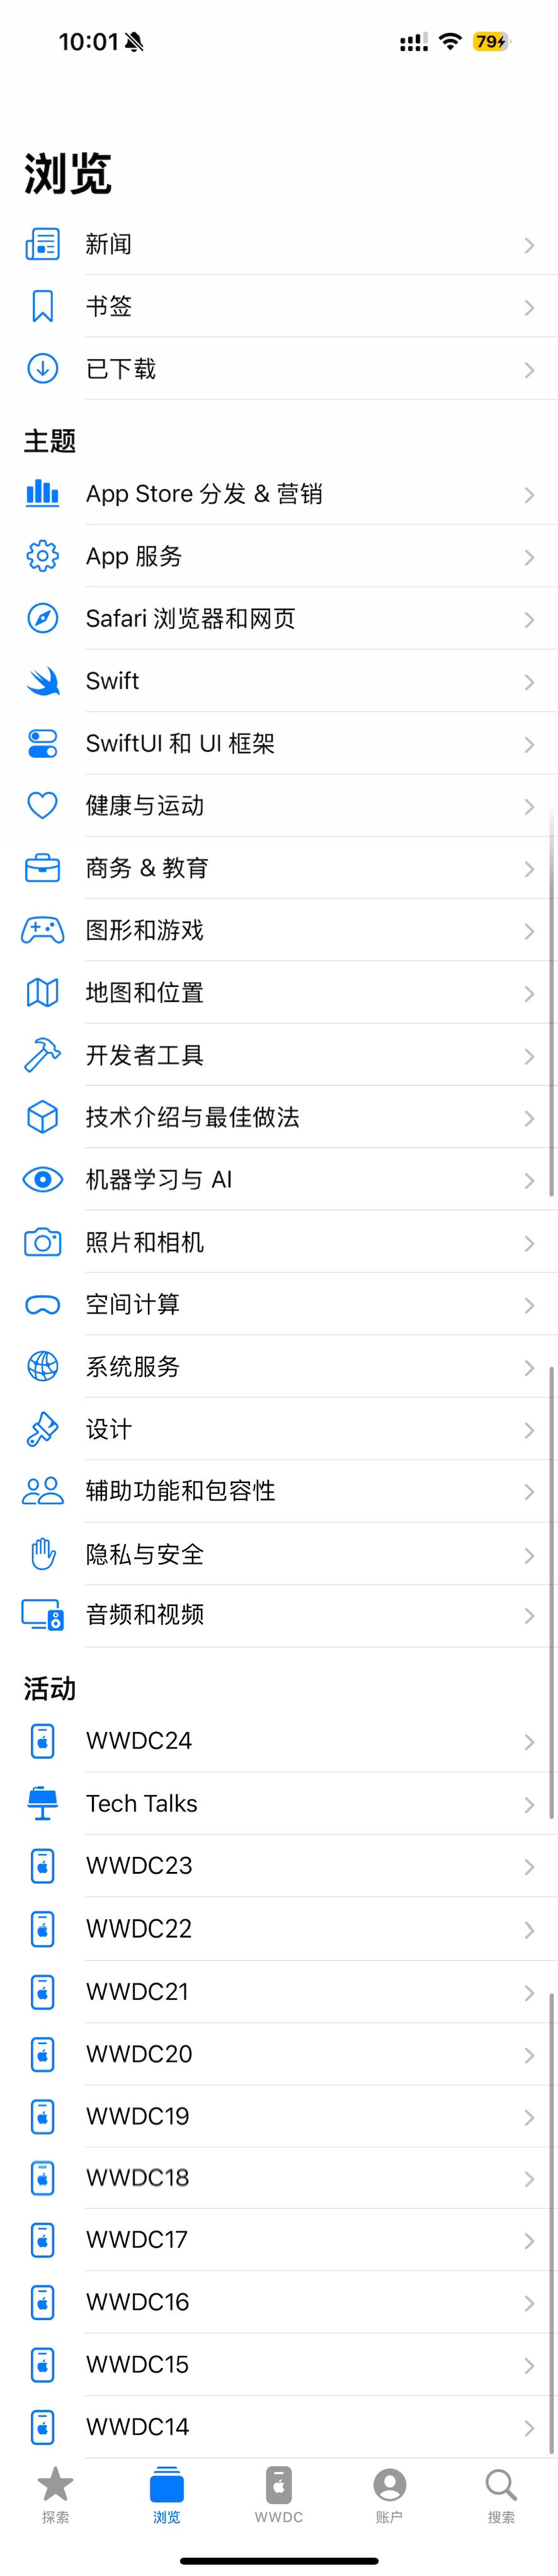 10:01
79
浏览
新闻
书签
已下载
主题
App Store 分发 & 营销
App 服务
Safari 浏览器和网页
Swift
SwiftUI 和 UI 框架
健康与运动
商务 & 教育
图形和游戏
地图和位置
开发者工具
技术介绍与最佳做法
机器学习与 AI
照片和相机
空间计算
系统服务
设计
辅助功能和包容性
隐私与安全
音频和视频
活动
WWDC24
Tech Talks
WWDC23
WWDC22
WWDC21
WWDC20
WWDC19
WWDC18
WWDC17
WWDC16
WWDC15
WWDC14
探索 浏览 WWDC 账户 搜索